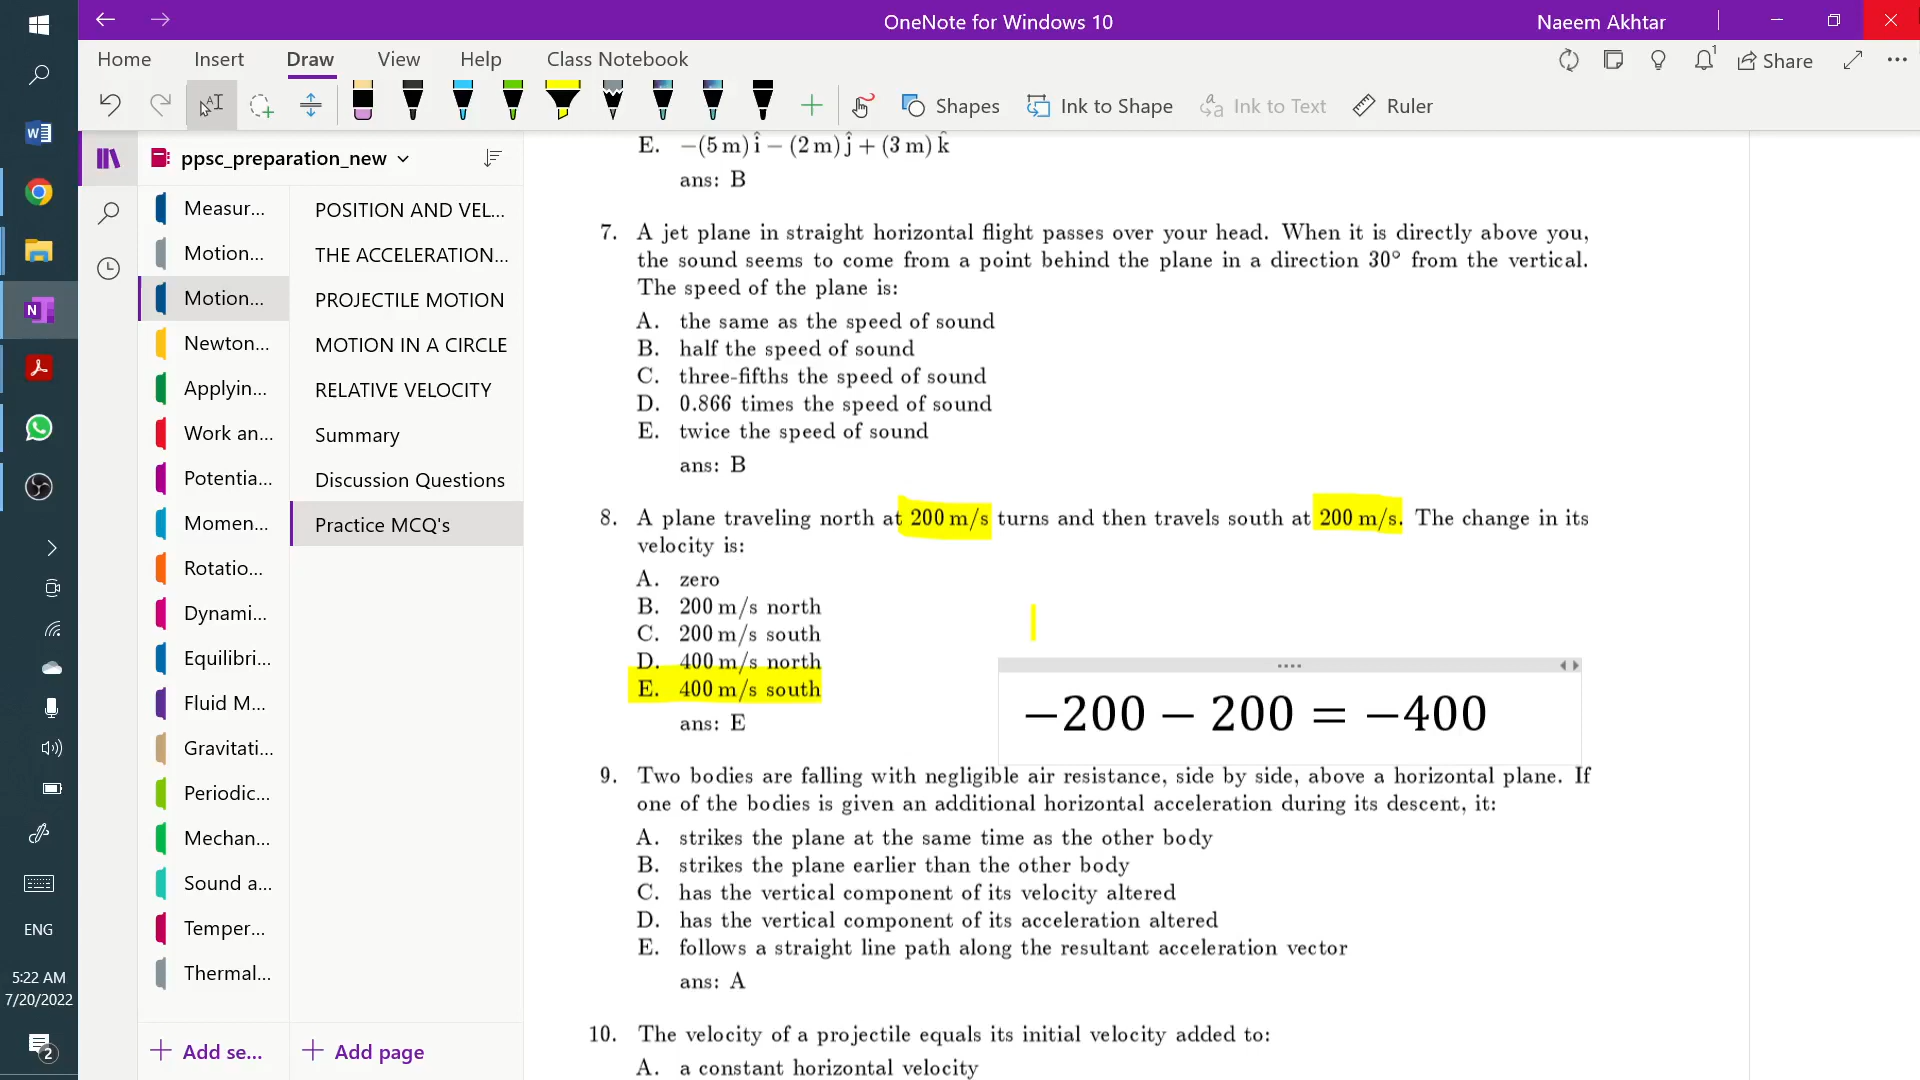 OneNote for Windows 10
Naeem Akhtar
Home Insert Draw View Help Class Notebook
1
Share
Shapes Ink to Shape Ink to Text Ruler
ppsc_preparation_new
Measur...
Motion...
Motion...
Newton...
Applyin...
Work an...
Potentia...
Momen...
Rotatio...
Dynami...
Equilibri...
Fluid M...
Gravitati...
Periodic...
Mechan...
Sound a...
Temper...
Thermal...
Add se...
POSITION AND VEL...
THE ACCELERATION...
PROJECTILE MOTION
MOTION IN A CIRCLE
RELATIVE VELOCITY
Summary
Discussion Questions
Practice MCQ's
Add page
E. −(5 m) î − (2 m) ĵ + (3 m) k̂
ans: B
7. A jet plane in straight horizontal flight passes over your head. When it is directly above you,
the sound seems to come from a point behind the plane in a direction 30° from the vertical.
The speed of the plane is:
A. the same as the speed of sound
B. half the speed of sound
C. three-fifths the speed of sound
D. 0.866 times the speed of sound
E. twice the speed of sound
ans: B
8. A plane traveling north at 200 m/s turns and then travels south at 200 m/s. The change in its
velocity is:
A. zero
B. 200 m/s north
C. 200 m/s south
D. 400 m/s north
E. 400 m/s south
ans: E
−200 − 200 = −400
9. Two bodies are falling with negligible air resistance, side by side, above a horizontal plane. If
one of the bodies is given an additional horizontal acceleration during its descent, it:
A. strikes the plane at the same time as the other body
B. strikes the plane earlier than the other body
C. has the vertical component of its velocity altered
D. has the vertical component of its acceleration altered
E. follows a straight line path along the resultant acceleration vector
ans: A
10. The velocity of a projectile equals its initial velocity added to:
A. a constant horizontal velocity
ENG
5:22 AM
7/20/2022
2